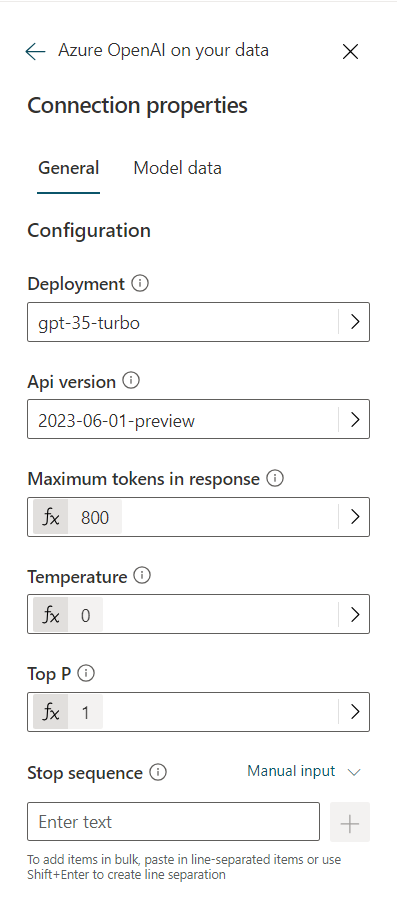 Azure OpenAI on your data
Connection properties
General Model data
Configuration
Deployment
gpt-35-turbo
Api version
2023-06-01-preview
Maximum tokens in response
fx 800
Temperature
fx 0
Top P
fx 1
Stop sequence Manual input
Enter text
To add items in bulk, paste in line-separated items or use
Shift+Enter to create line separation